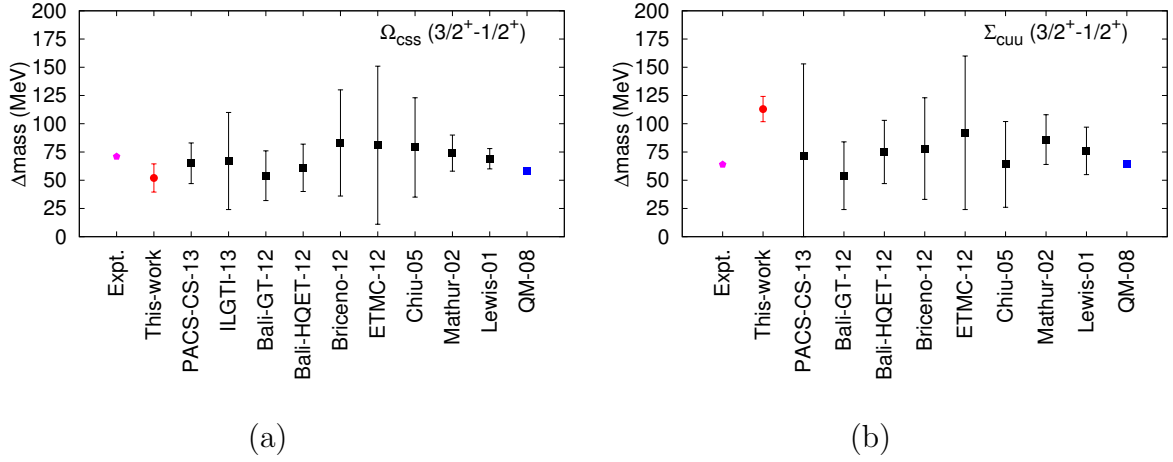 Ω_css (3/2⁺-1/2⁺)
Δmass (MeV)
200
175
150
125
100
75
50
25
0
Expt.
This-work
PACS-CS-13
ILGTI-13
Bali-GT-12
Bali-HQET-12
Briceno-12
ETMC-12
Chiu-05
Mathur-02
Lewis-01
QM-08
(a)
Σ_cuu (3/2⁺-1/2⁺)
Δmass (MeV)
200
175
150
125
100
75
50
25
0
Expt.
This-work
PACS-CS-13
Bali-GT-12
Bali-HQET-12
Briceno-12
ETMC-12
Chiu-05
Mathur-02
Lewis-01
QM-08
(b)